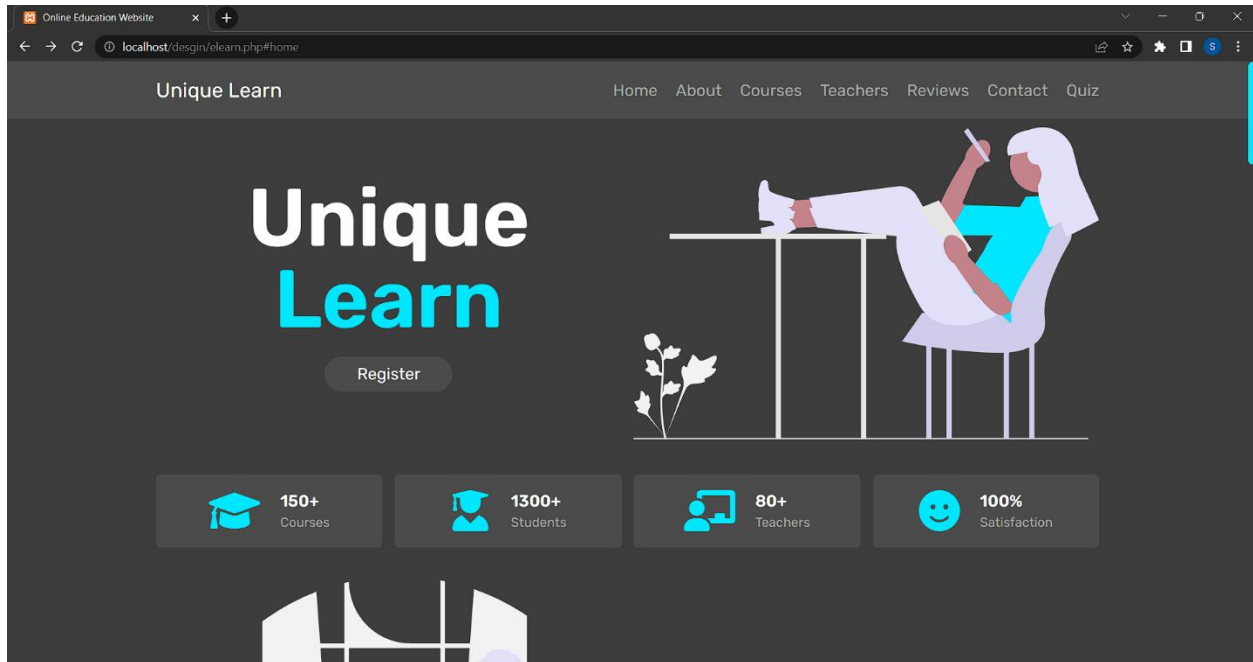 Online Education Website
localhost/desgin/elearn.php#home
S
Unique Learn
Home About Courses Teachers Reviews Contact Quiz
Unique
Learn
Register
150+
Courses
1300+
Students
80+
Teachers
100%
Satisfaction